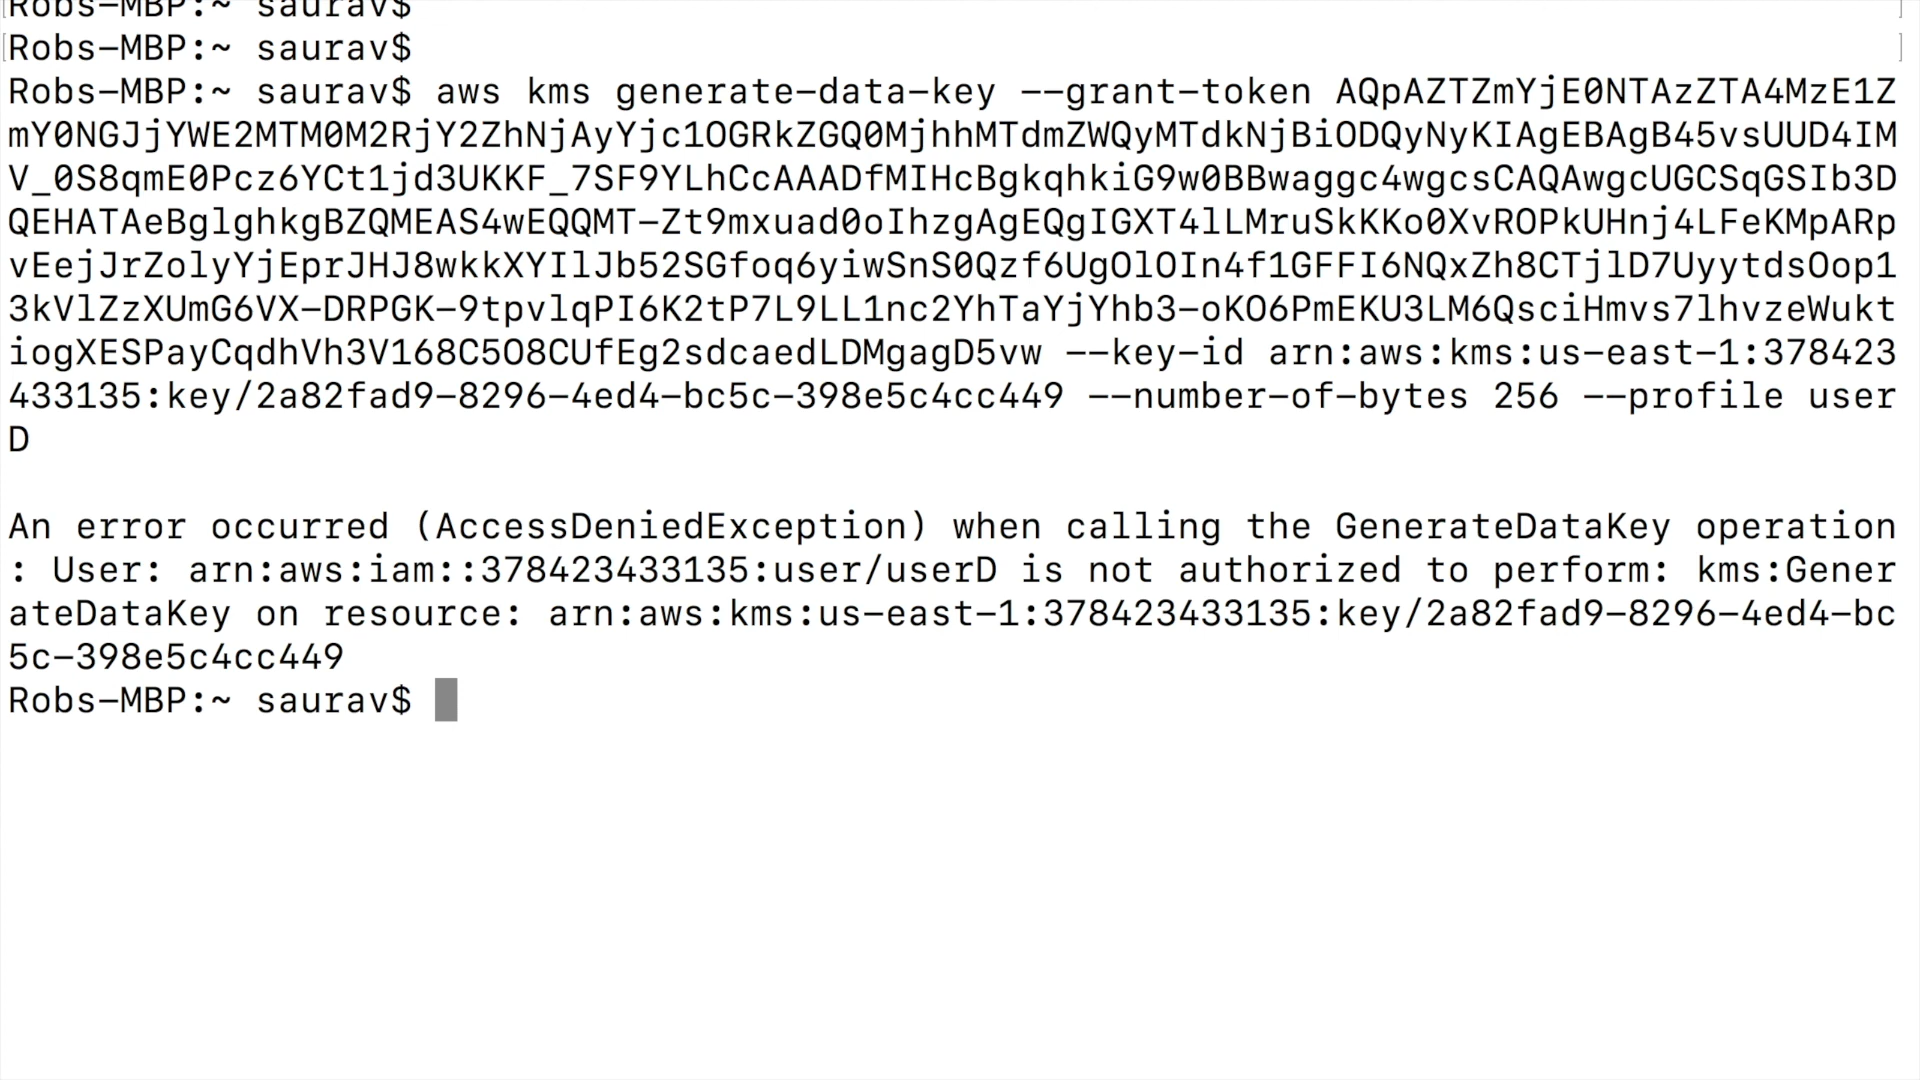 Robs-MBP:~ saurav$
[Robs-MBP:~ saurav$ ]
Robs-MBP:~ saurav$ aws kms generate-data-key --grant-token AQpAZTZmYjE0NTAzZTA4MzE1Z
mY0NGJjYWE2MTM0M2RjY2ZhNjAyYjc1OGRkZGQ0MjhhMTdmZWQyMTdkNjBiODQyNyKIAgEBAgB45vsUUD4IM
V_0S8qmE0Pcz6YCt1jd3UKKF_7SF9YLhCcAAADfMIHcBgkqhkiG9w0BBwaggc4wgcsCAQAwgcUGCSqGSIb3D
QEHATAeBglghkgBZQMEAS4wEQQMT-Zt9mxuad0oIhzgAgEQgIGXT4lLMruSkKKo0XvROPkUHnj4LFeKMpARp
vEejJrZolyYjEprJHJ8wkkXYIlJb52SGfoq6yiwSnS0Qzf6UgOlOIn4f1GFFI6NQxZh8CTjlD7UyytdsOop1
3kVlZzXUmG6VX-DRPGK-9tpvlqPI6K2tP7L9LL1nc2YhTaYjYhb3-oKO6PmEKU3LM6QsciHmvs7lhvzeWukt
iogXESPayCqdhVh3V168C5O8CUfEg2sdcaedLDMgagD5vw --key-id arn:aws:kms:us-east-1:378423
433135:key/2a82fad9-8296-4ed4-bc5c-398e5c4cc449 --number-of-bytes 256 --profile user
D
An error occurred (AccessDeniedException) when calling the GenerateDataKey operation
: User: arn:aws:iam::378423433135:user/userD is not authorized to perform: kms:Gener
ateDataKey on resource: arn:aws:kms:us-east-1:378423433135:key/2a82fad9-8296-4ed4-bc
5c-398e5c4cc449
Robs-MBP:~ saurav$